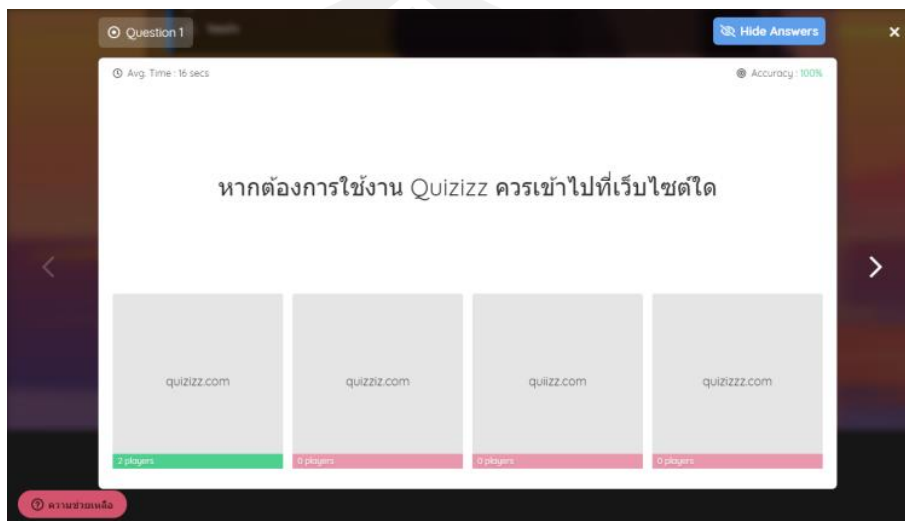 Question 1
Hide Answers
Avg. Time : 16 secs
Accuracy : 100%
หากต้องการใช้งาน Quizizz ควรเข้าไปที่เว็บไซต์ใด
quizizz.com
quizziz.com
quiizz.com
quizizzz.com
2 players
0 players
0 players
0 players
ความช่วยเหลือ